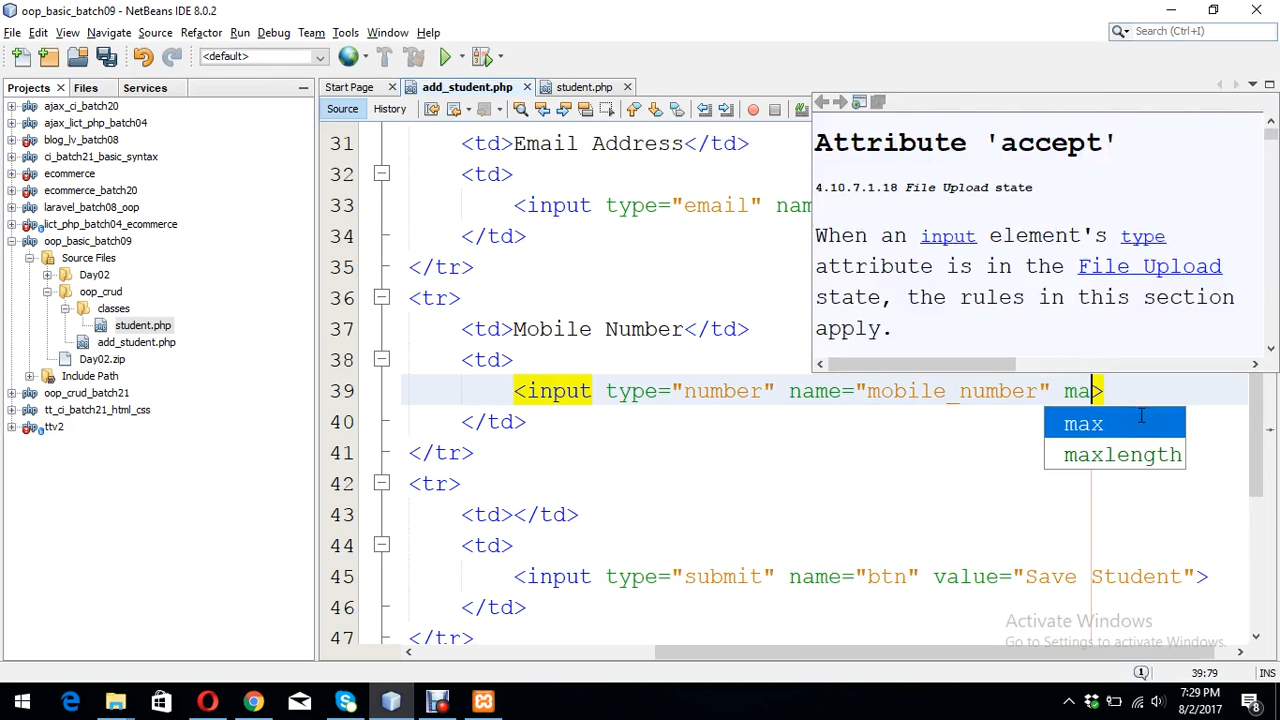 oop_basic_batch09 - NetBeans IDE 8.0.2
File Edit View Navigate Source Refactor Run Debug Team Tools Window Help
Search (Ctrl+I)
<default>
Projects Files Services
Start Page add_student.php student.php
Source History
ajax_ci_batch20
ajax_lict_php_batch04
blog_lv_batch08
ci_batch21_basic_syntax
ecommerce
ecommerce_batch20
laravel_batch08_oop
lict_php_batch04_ecommerce
oop_basic_batch09
Source Files
Day02
oop_crud
classes
student.php
add_student.php
Day02.zip
Include Path
oop_crud_batch21
tt_ci_batch21_html_css
ttv2
31 <td>Email Address</td>
32 <td>
33 <input type="email" nam
34 </td>
35 </tr>
36 <tr>
37 <td>Mobile Number</td>
38 <td>
39 <input type="number" name="mobile_number" ma>
40 </td>
41 </tr>
42 <tr>
43 <td></td>
44 <td>
45 <input type="submit" name="btn" value="Save Student">
46 </td>
47 </tr>
Attribute 'accept'
4.10.7.1.18 File Upload state
When an input element's type
attribute is in the File Upload
state, the rules in this section
apply.
max
maxlength
Activate Windows
Go to Settings to activate Windows.
1
39:79
INS
7:29 PM
8/2/2017
8